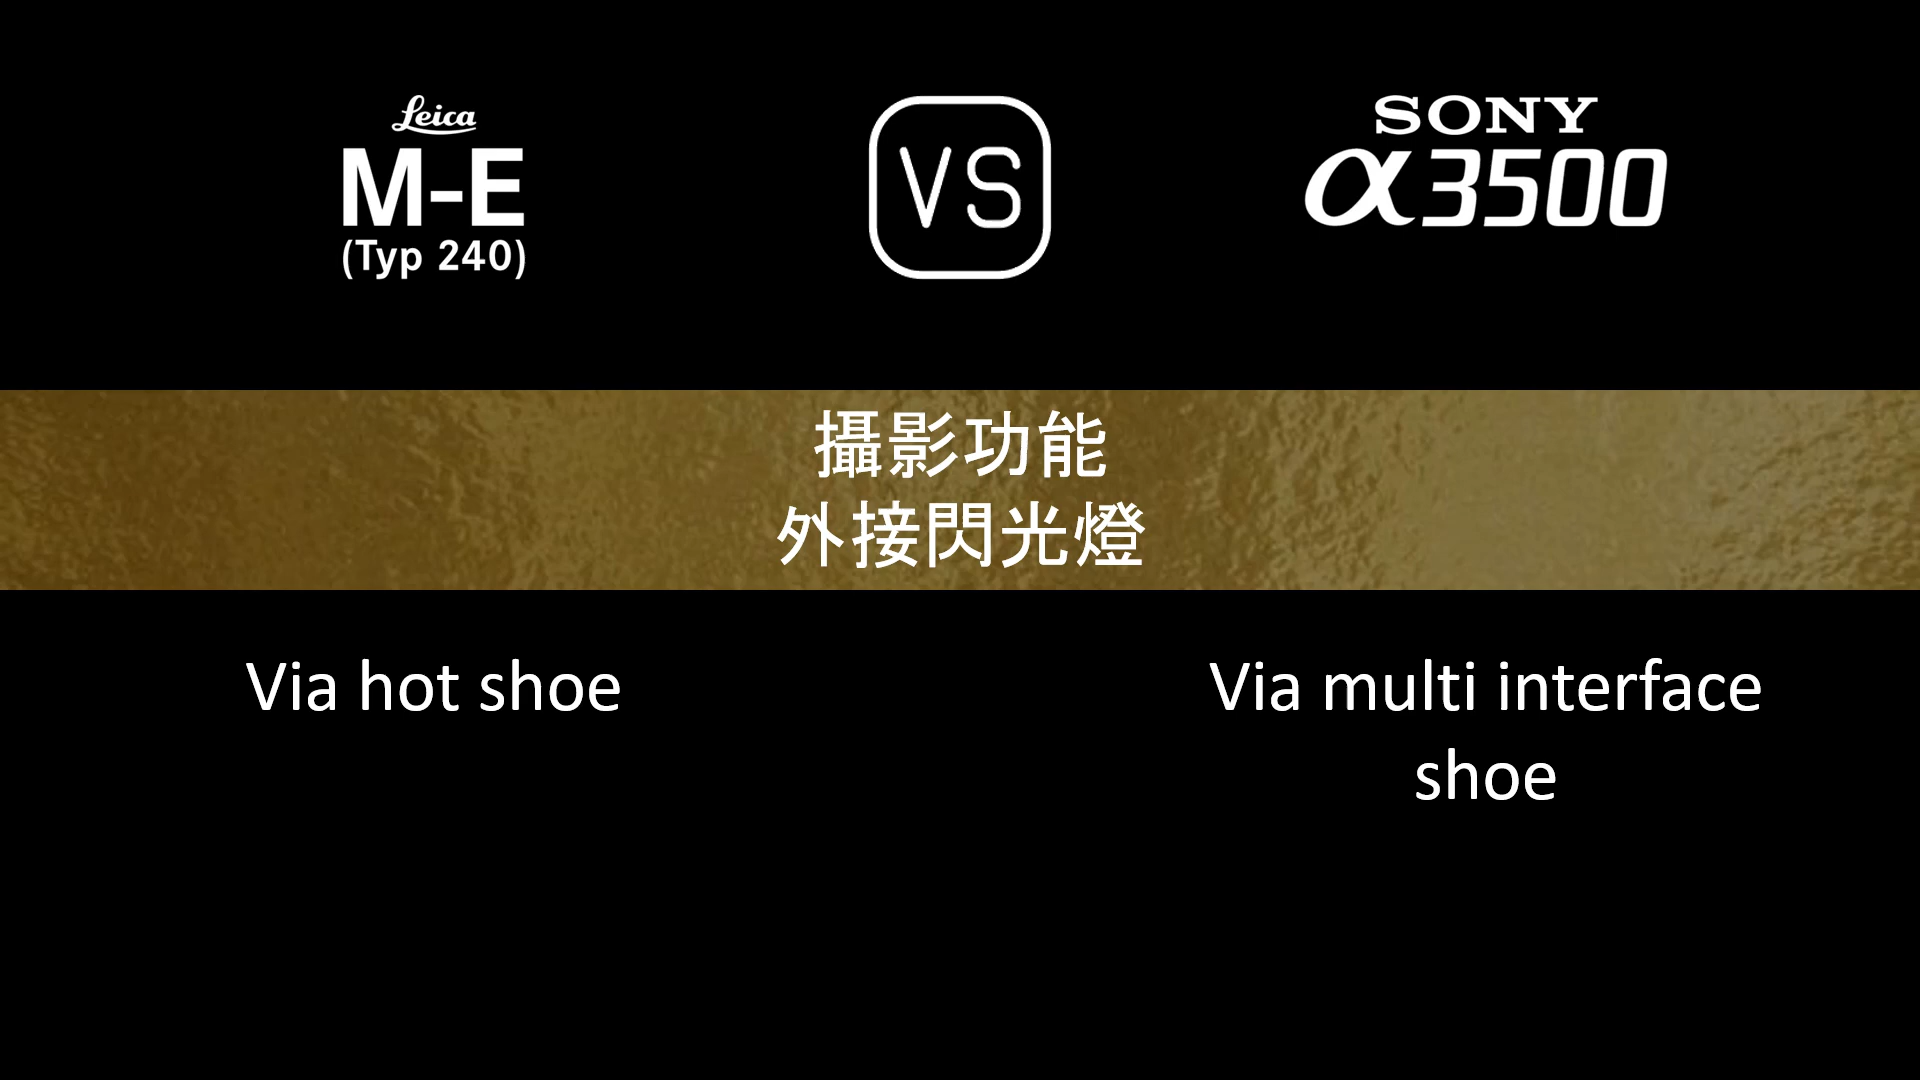 Leica
M-E
(Typ 240)
VS
SONY
α3500
攝影功能
外接閃光燈
Via hot shoe
Via multi interface
shoe